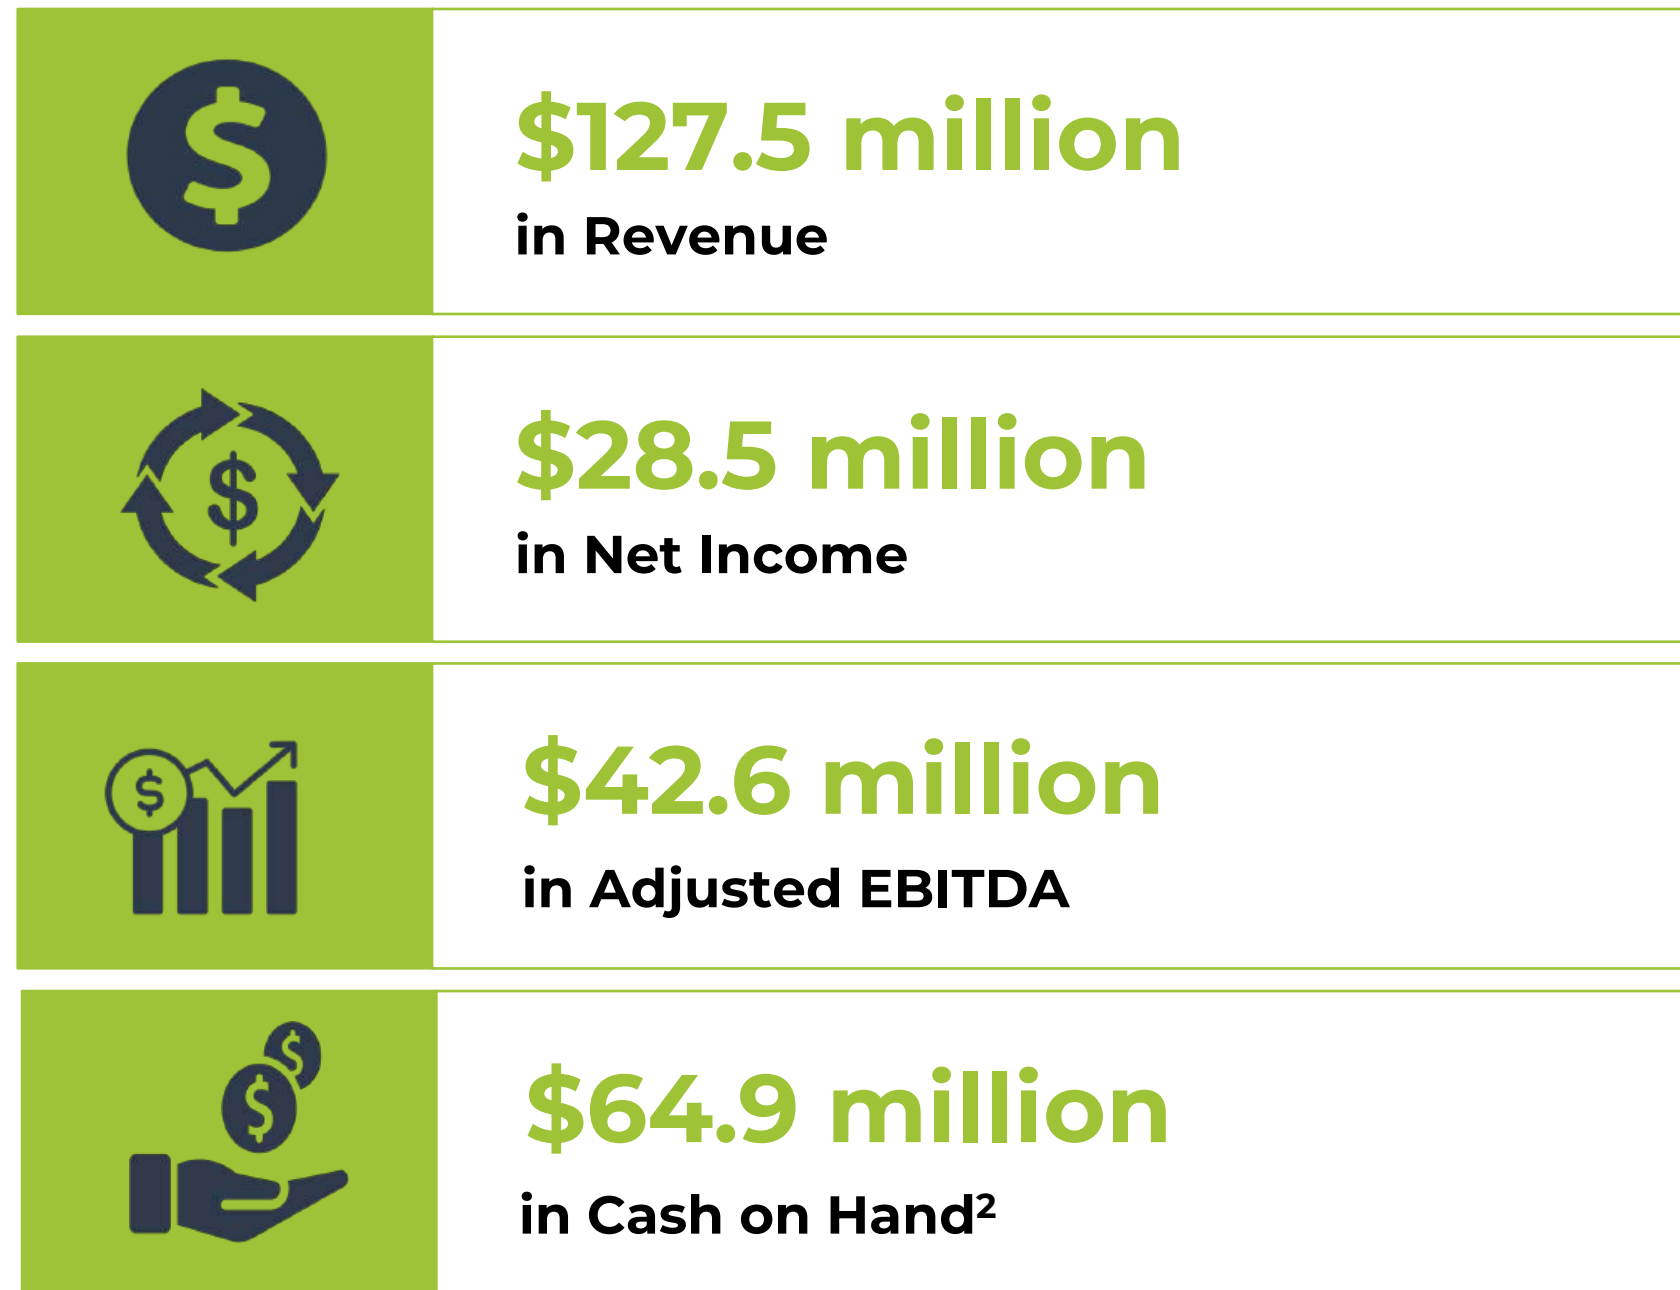 $127.5 million
in Revenue
$28.5 million
in Net Income
$42.6 million
in Adjusted EBITDA
$64.9 million
in Cash on Hand²